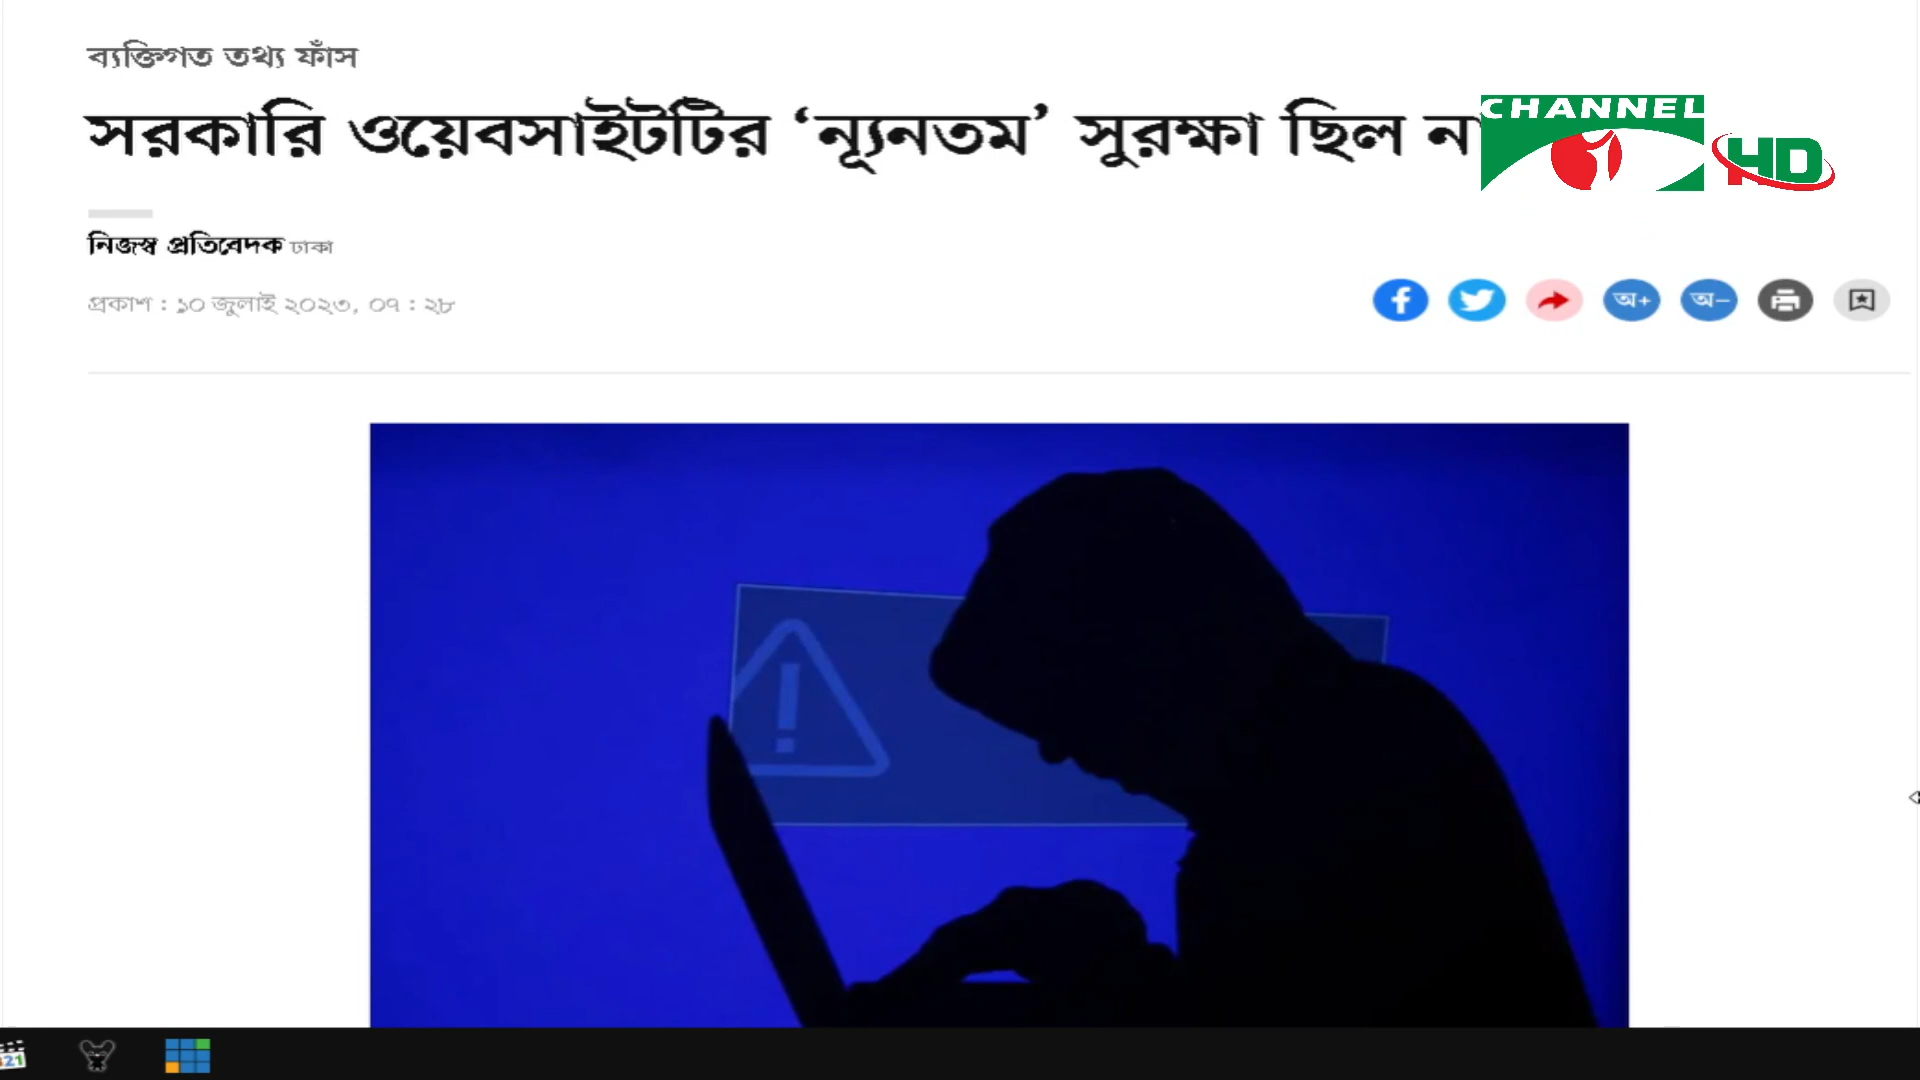 ব্যক্তিগত তথ্য ফাঁস
সরকারি ওয়েবসাইটটির ‘ন্যূনতম’ সুরক্ষা ছিল না
CHANNEL
i
HD
নিজস্ব প্রতিবেদক ঢাকা
প্রকাশ : ১০ জুলাই ২০২৩, ০৭ : ২৮
f অ+ অ−
!
321